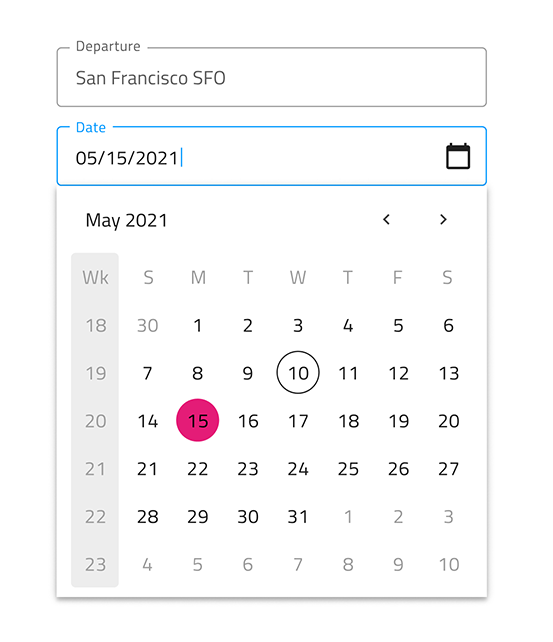 Departure
San Francisco SFO
Date
05/15/2021
May 2021
Wk S M T W T F S
18 30 1 2 3 4 5 6
19 7 8 9 10 11 12 13
20 14 15 16 17 18 19 20
21 21 22 23 24 25 26 27
22 28 29 30 31 1 2 3
23 4 5 6 7 8 9 10